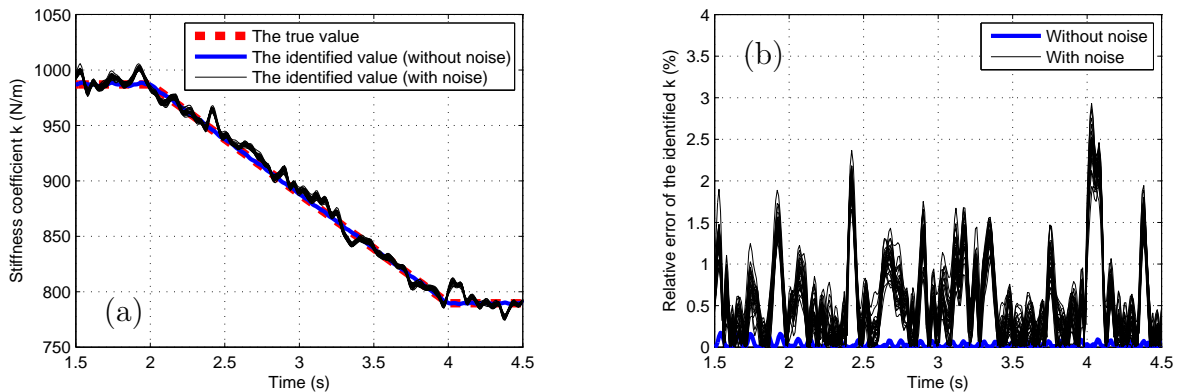 1050
1000
950
900
850
800
750
1.5 2 2.5 3 3.5 4 4.5
Time (s)
Stiffness coefficient k (N/m)
The true value
The identified value (without noise)
The identified value (with noise)
(a)
4
3.5
3
2.5
2
1.5
1
0.5
0
1.5 2 2.5 3 3.5 4 4.5
Time (s)
Relative error of the identified k (%)
Without noise
With noise
(b)